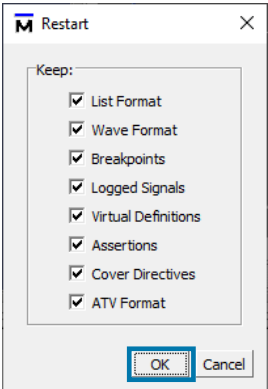 M Restart
Keep:
List Format
Wave Format
Breakpoints
Logged Signals
Virtual Definitions
Assertions
Cover Directives
ATV Format
OK Cancel